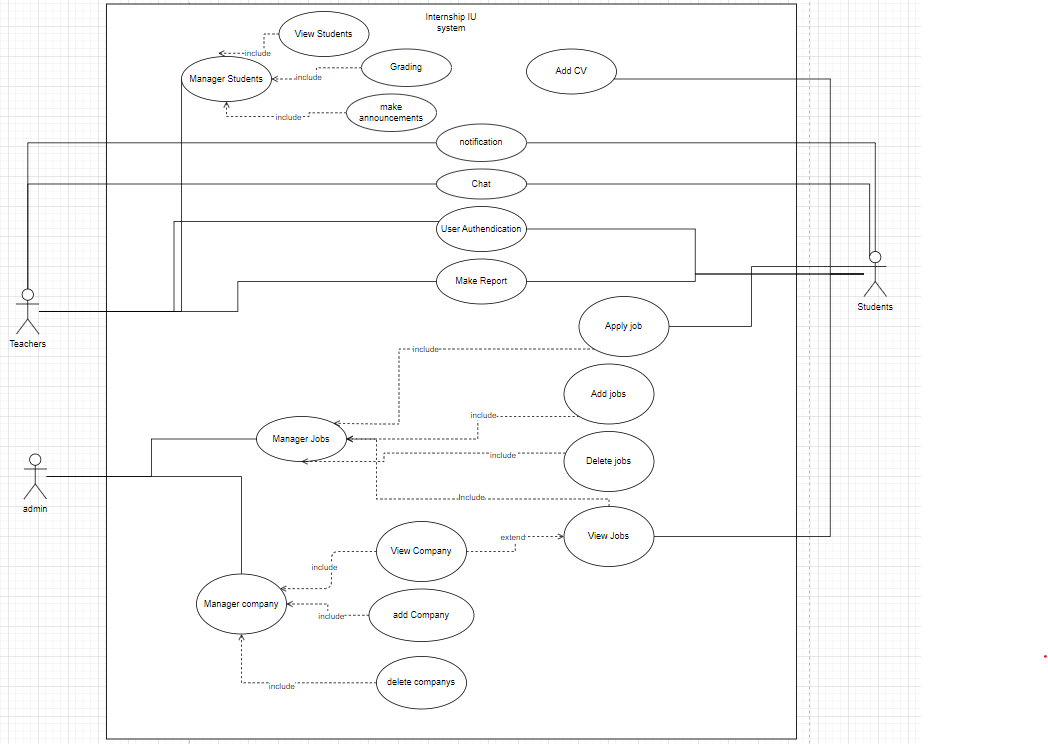 Internship IU
system
View Students
include
Manager Students
Grading
include
Add CV
make
announcements
include
notification
Chat
User Authendication
Make Report
Teachers
Students
Apply job
include
Add jobs
include
Manager Jobs
Delete jobs
include
admin
Include
View Jobs
extend
View Company
include
Manager company
add Company
include
delete companys
include